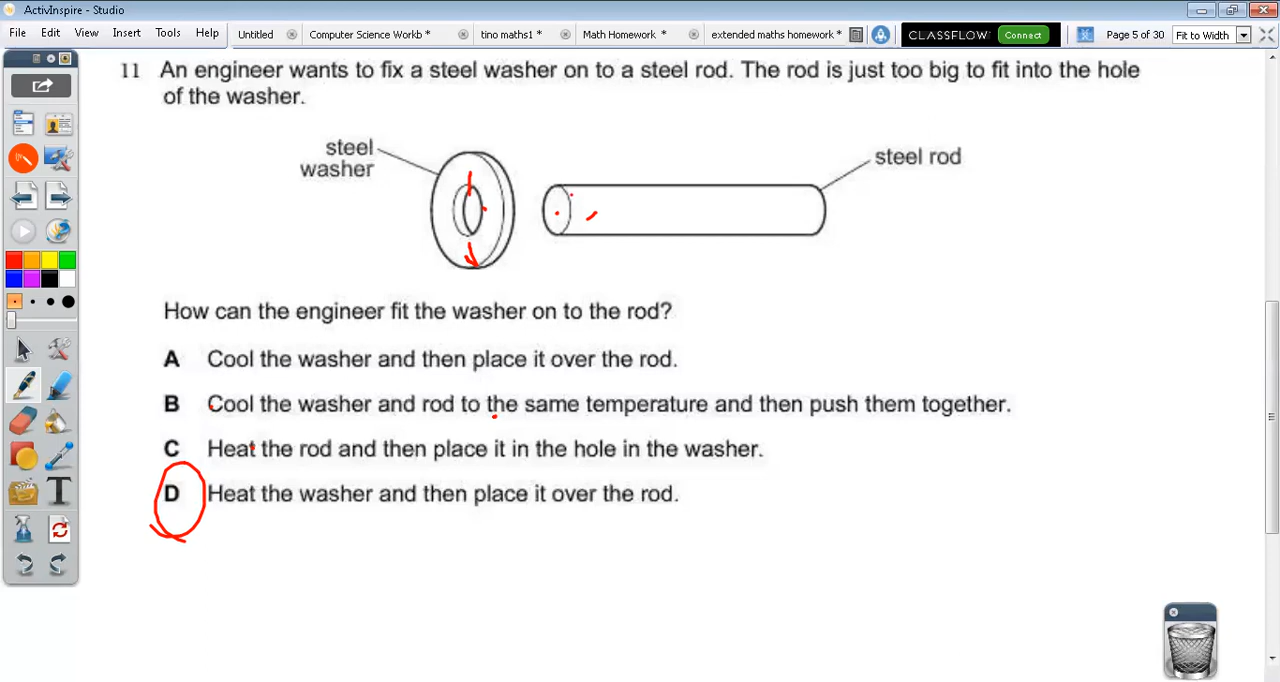 ActivInspire - Studio
File Edit View Insert Tools Help Untitled Computer Science Workb * tino maths1 * Math Homework * extended maths homework * CLASSFLOW Connect Page 5 of 30 Fit to Width
11 An engineer wants to fix a steel washer on to a steel rod. The rod is just too big to fit into the hole
of the washer.
steel
washer
steel rod
How can the engineer fit the washer on to the rod?
A Cool the washer and then place it over the rod.
B Cool the washer and rod to the same temperature and then push them together.
C Heat the rod and then place it in the hole in the washer.
D Heat the washer and then place it over the rod.
T